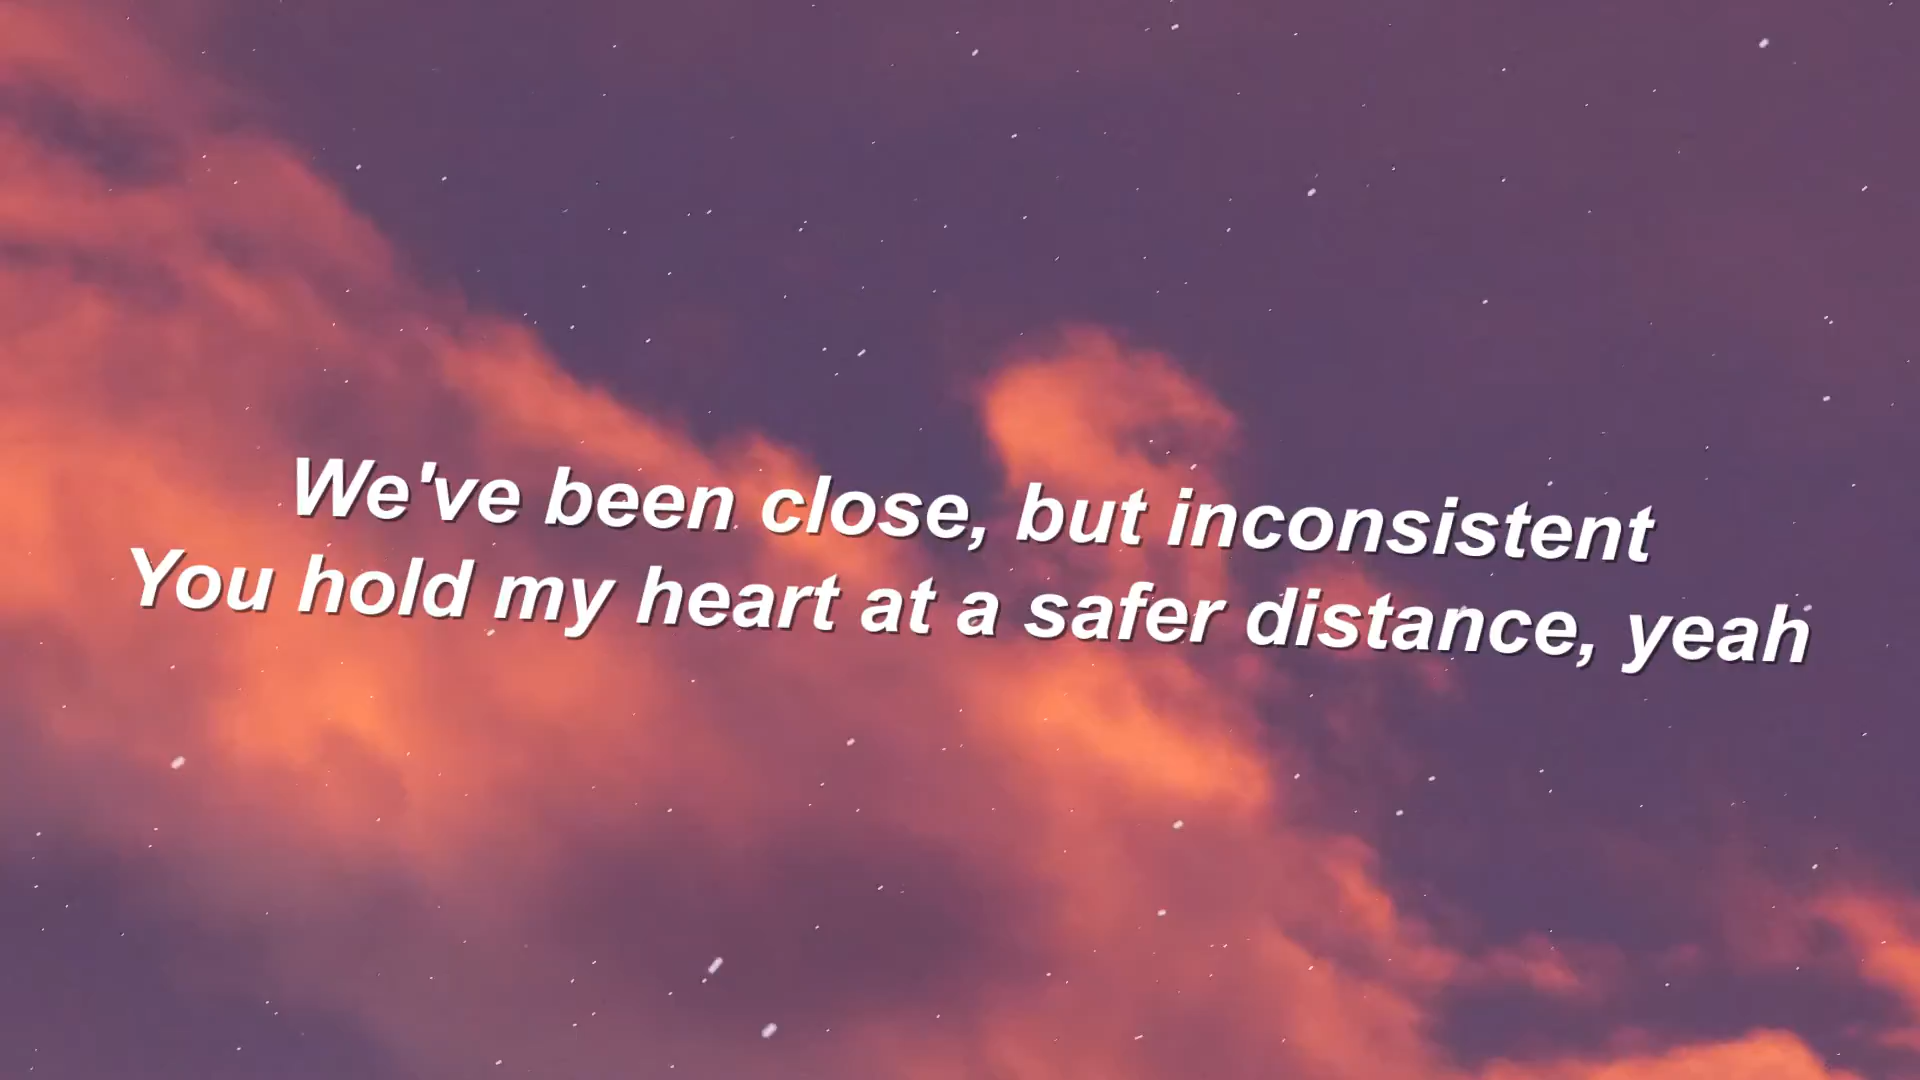 We've been close, but inconsistent
You hold my heart at a safer distance, yeah